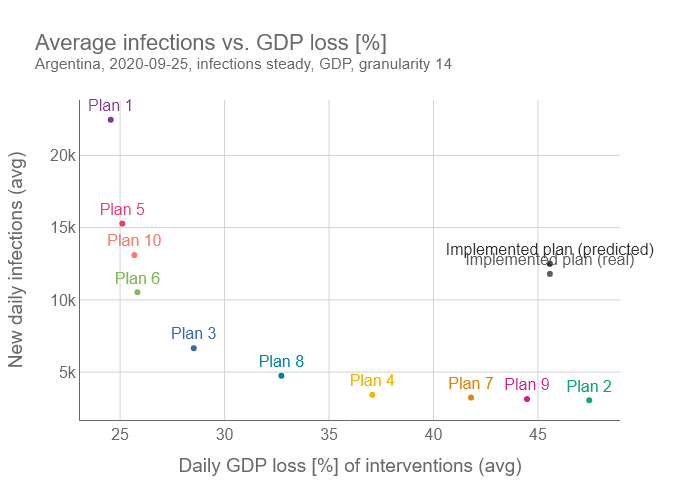 Average infections vs. GDP loss [%]
Argentina, 2020-09-25, infections steady, GDP, granularity 14
Plan 1
20k
Plan 5
15k
Plan 10
Implemented plan (predicted)
Implemented plan (real)
Plan 6
10k
Plan 3
Plan 8
5k
Plan 4
Plan 7
Plan 9
Plan 2
New daily infections (avg)
25
30
35
40
45
Daily GDP loss [%] of interventions (avg)